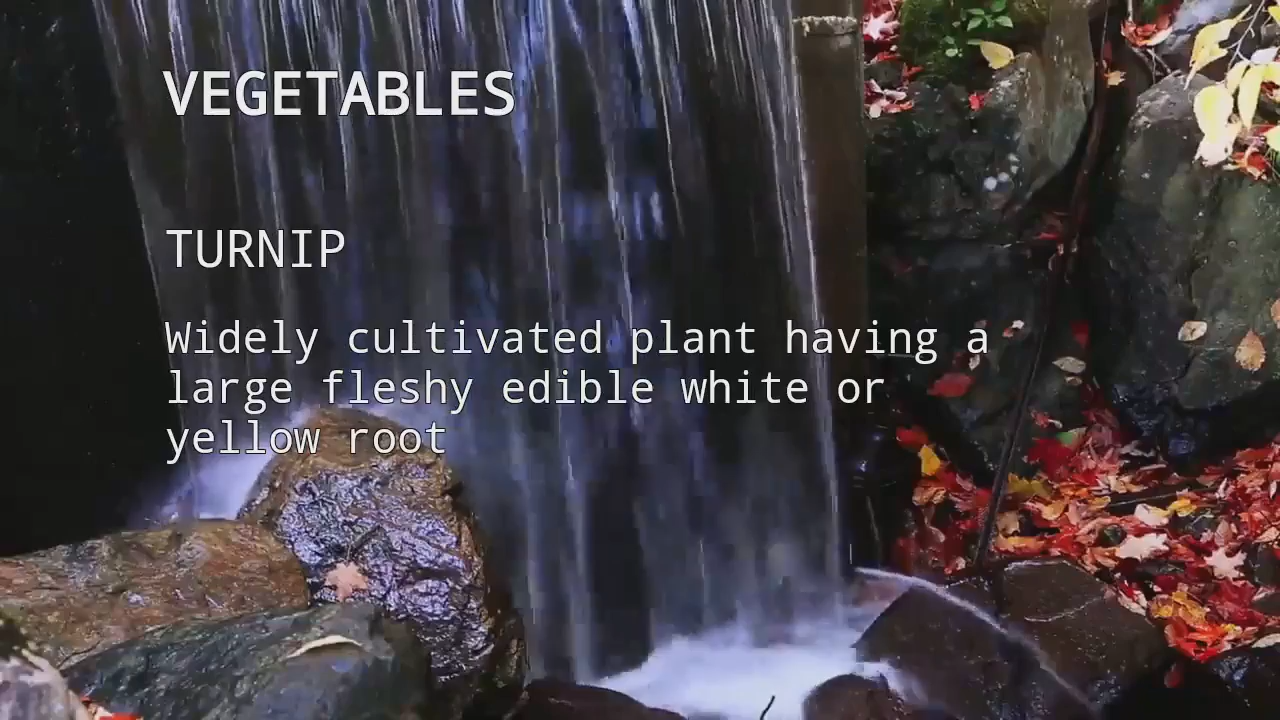 VEGETABLES
TURNIP
Widely cultivated plant having a
large fleshy edible white or
yellow root